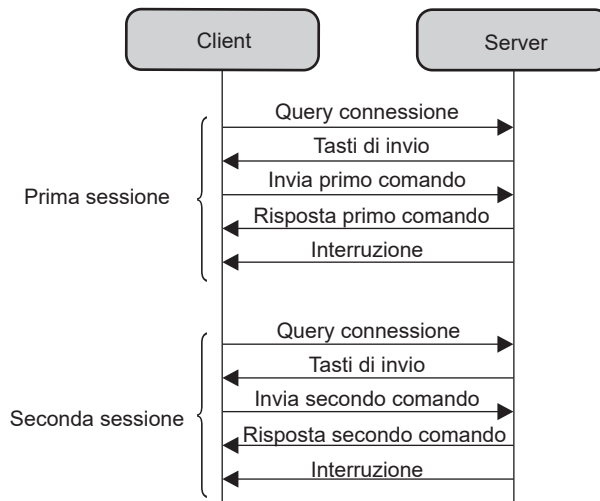 Client
Server
Query connessione
Tasti di invio
Invia primo comando
Prima sessione
Risposta primo comando
Interruzione
Query connessione
Tasti di invio
Invia secondo comando
Seconda sessione
Risposta secondo comando
Interruzione